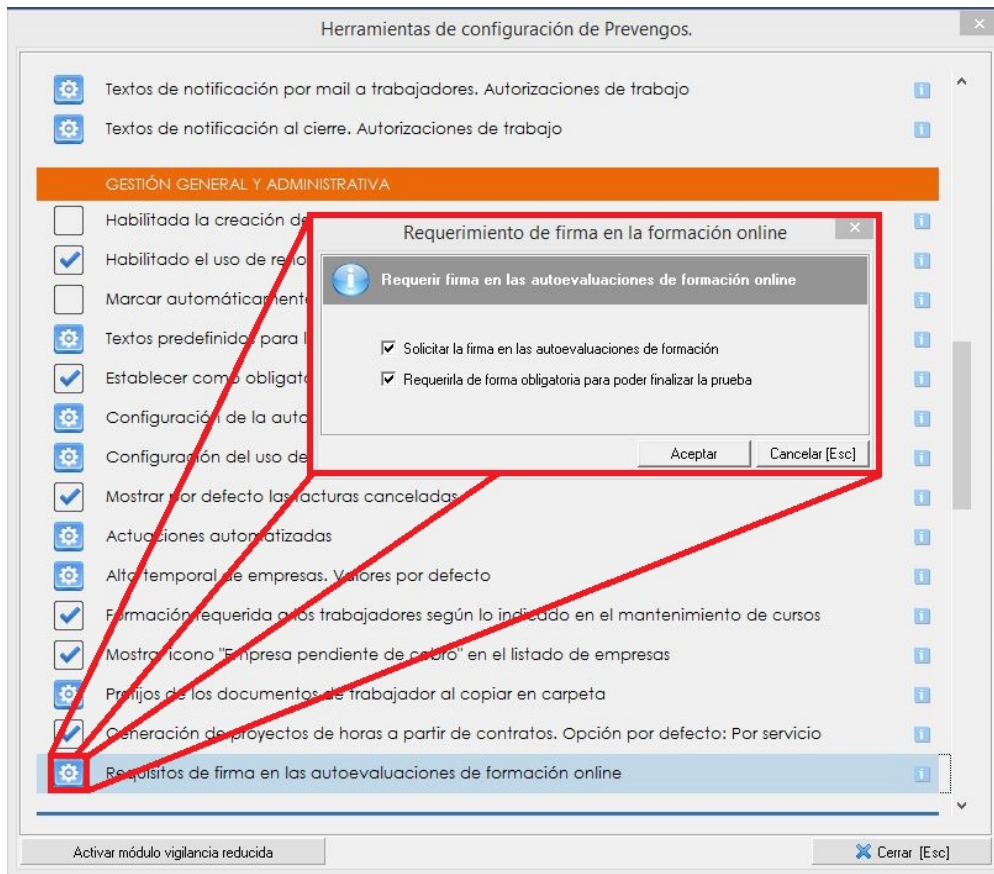 Herramientas de configuración de Prevengos.
Textos de notificación por mail a trabajadores. Autorizaciones de trabajo
Textos de notificación al cierre. Autorizaciones de trabajo
GESTIÓN GENERAL Y ADMINISTRATIVA
Habilitada la creación de
Habilitado el uso de
Marcar automáticamente
Textos predefinidos para
Establecer como
Configuración de la
Configuración del uso de
Mostrar por defecto las facturas canceladas
Actuaciones automatizadas
Alta temporal de empresas. Valores por defecto
Formación requerida a los trabajadores según lo indicado en el mantenimiento de cursos
Mostrar icono "Empresa pendiente de cobro" en el listado de empresas
Prefijos de los documentos de trabajador al copiar en carpeta
Generación de proyectos de horas a partir de contratos. Opción por defecto: Por servicio
Requisitos de firma en las autoevaluaciones de formación online
Requerimiento de firma en la formación online
Requerir firma en las autoevaluaciones de formación online
Solicitar la firma en las autoevaluaciones de formación
Requerirla de forma obligatoria para poder finalizar la prueba
Aceptar Cancelar [Esc]
Activar módulo vigilancia reducida Cerrar [Esc]